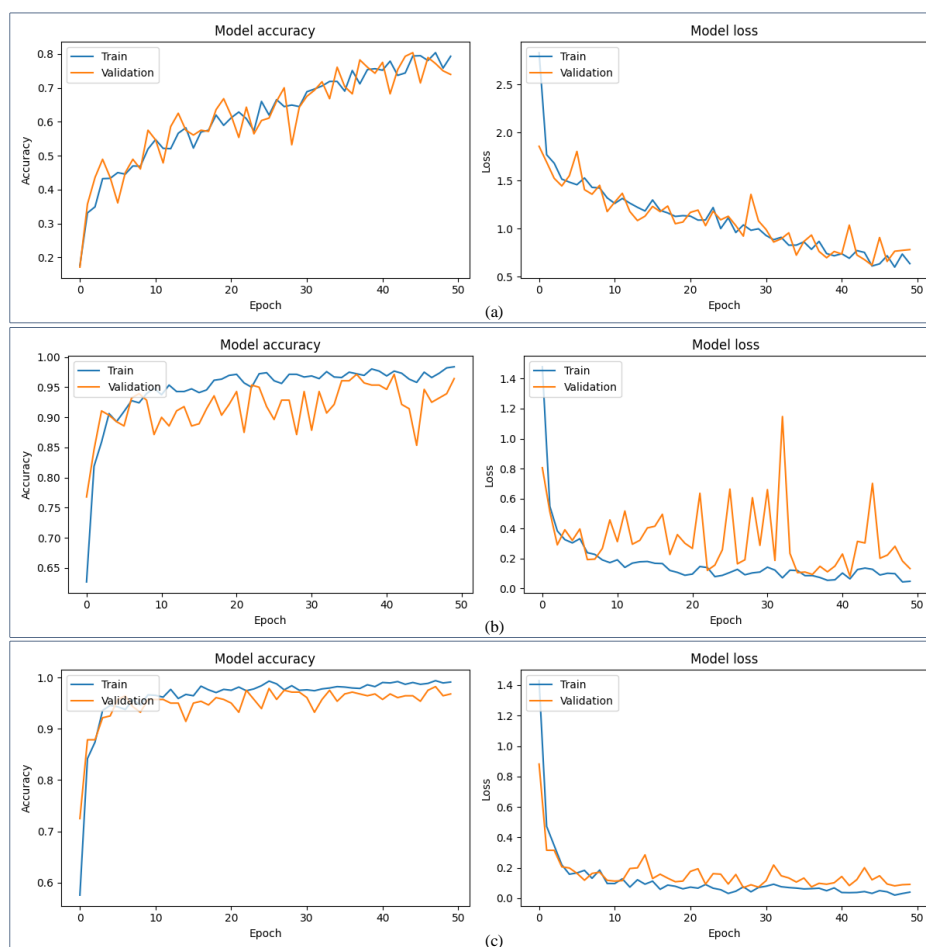 Model accuracy
Train
Validation
0.8
0.7
0.6
0.5
0.4
0.3
0.2
Accuracy
0 10 20 30 40 50
Epoch
Model loss
Train
Validation
2.5
2.0
1.5
1.0
0.5
Loss
0 10 20 30 40 50
Epoch
(a)
Model accuracy
Train
Validation
1.00
0.95
0.90
0.85
0.80
0.75
0.70
0.65
Accuracy
0 10 20 30 40 50
Epoch
Model loss
Train
Validation
1.4
1.2
1.0
0.8
0.6
0.4
0.2
0.0
Loss
0 10 20 30 40 50
Epoch
(b)
Model accuracy
Train
Validation
1.0
0.9
0.8
0.7
0.6
Accuracy
0 10 20 30 40 50
Epoch
Model loss
Train
Validation
1.4
1.2
1.0
0.8
0.6
0.4
0.2
0.0
Loss
0 10 20 30 40 50
Epoch
(c)